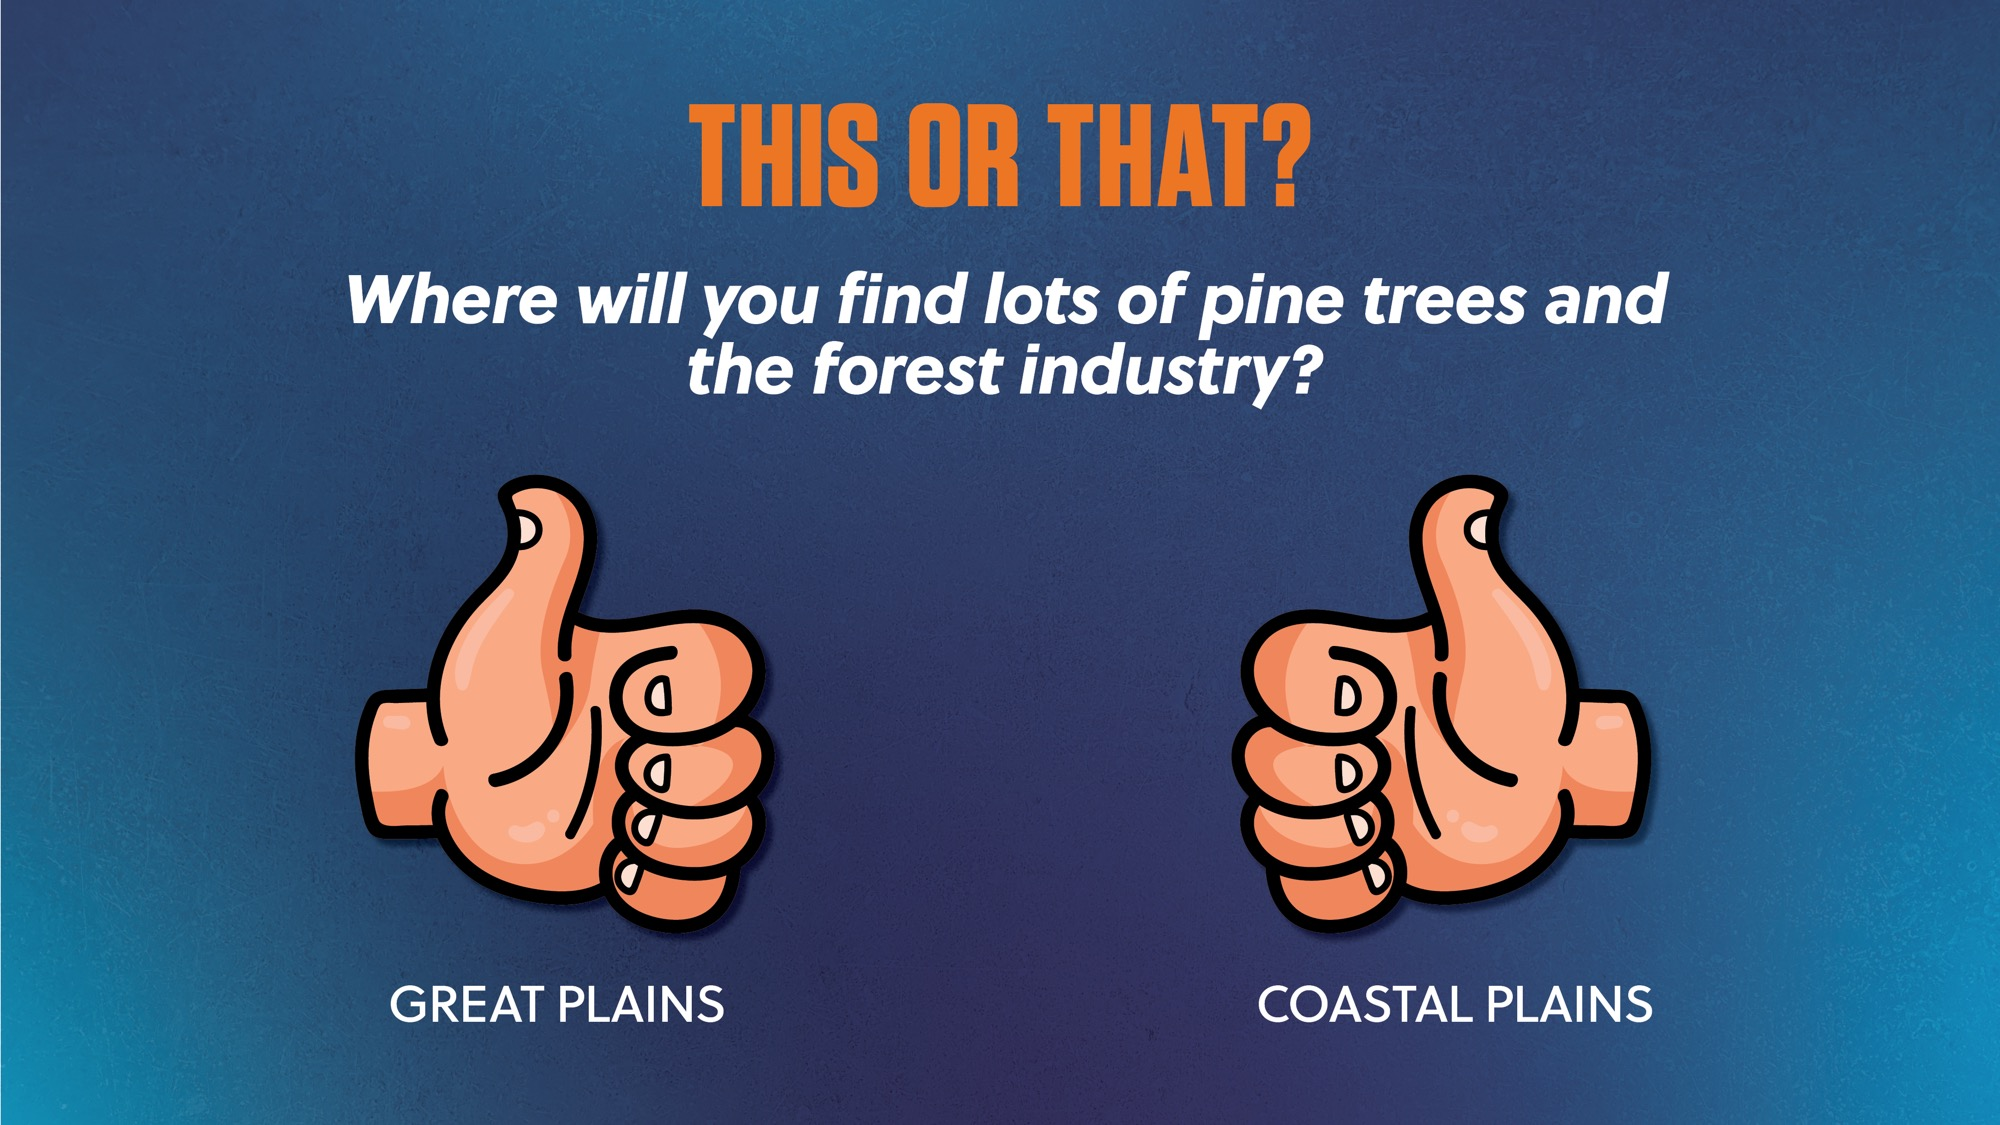 THIS OR THAT?
Where will you find lots of pine trees and
the forest industry?
GREAT PLAINS
COASTAL PLAINS